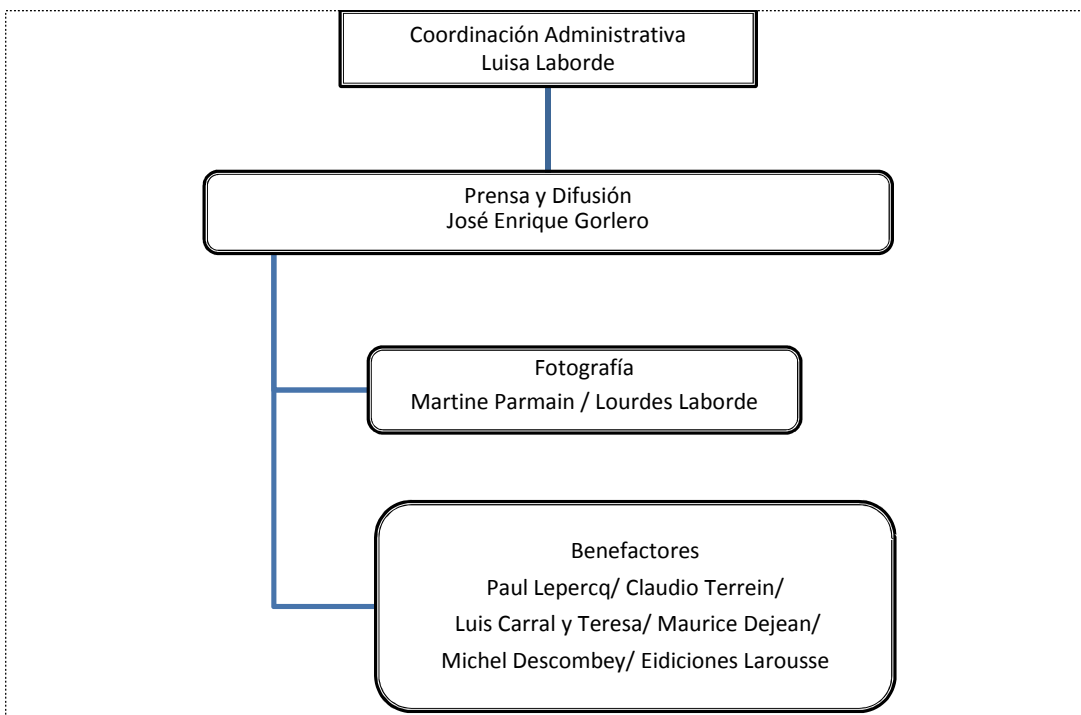 Coordinación Administrativa
Luisa Laborde
Prensa y Difusión
José Enrique Gorlero
Fotografía
Martine Parmain / Lourdes Laborde
Benefactores
Paul Lepercq/ Claudio Terrein/
Luis Carral y Teresa/ Maurice Dejean/
Michel Descombey/ Eidiciones Larousse